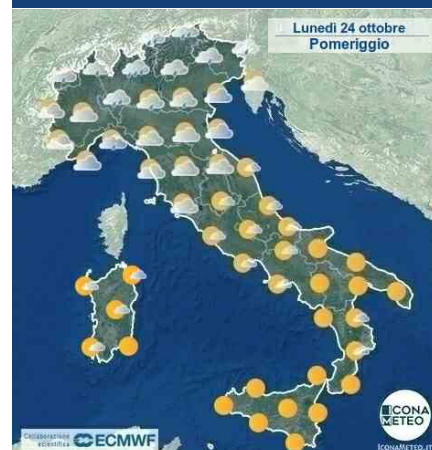 Lunedì 24 ottobre
Pomeriggio
Collaborazione
scientifica
ECMWF
ICONA
METEO
ICONAMETEO.IT